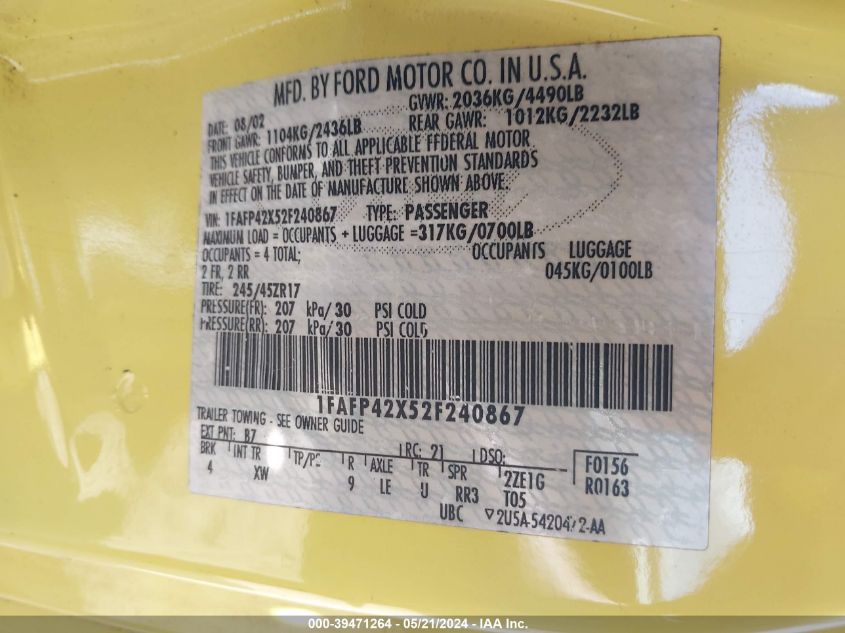 MFD. BY FORD MOTOR CO. IN U.S.A.
DATE: 08/02 GVWR: 2036KG/4490LB
FRONT GAWR: 1104KG/2436LB REAR GAWR: 1012KG/2232LB
THIS VEHICLE CONFORMS TO ALL APPLICABLE FEDERAL MOTOR
VEHICLE SAFETY, BUMPER, AND THEFT PREVENTION STANDARDS
IN EFFECT ON THE DATE OF MANUFACTURE SHOWN ABOVE.
VIN: 1FAFP42X52F240867 TYPE: PASSENGER
MAXIMUM LOAD = OCCUPANTS + LUGGAGE =317KG/0700LB
OCCUPANTS = 4 TOTAL; OCCUPANTS LUGGAGE
2 FR, 2 RR 045KG/0100LB
TIRE: 245/45ZR17
PRESSURE(FR): 207 kPa/ 30 PSI COLD
PRESSURE(RR): 207 kPa/ 30 PSI COLD
1FAFP42X52F240867
TRAILER TOWING - SEE OWNER GUIDE
EXT PNT: B7 RC: 21 DSO: F0156
BRK INT TR TP/PS R AXLE TR SPR 2ZE1G R0163
4 XW 9 LE U RR3 T05
UBC ▽2U5A-5420472-AA
000-39471264 - 05/21/2024 - IAA Inc.